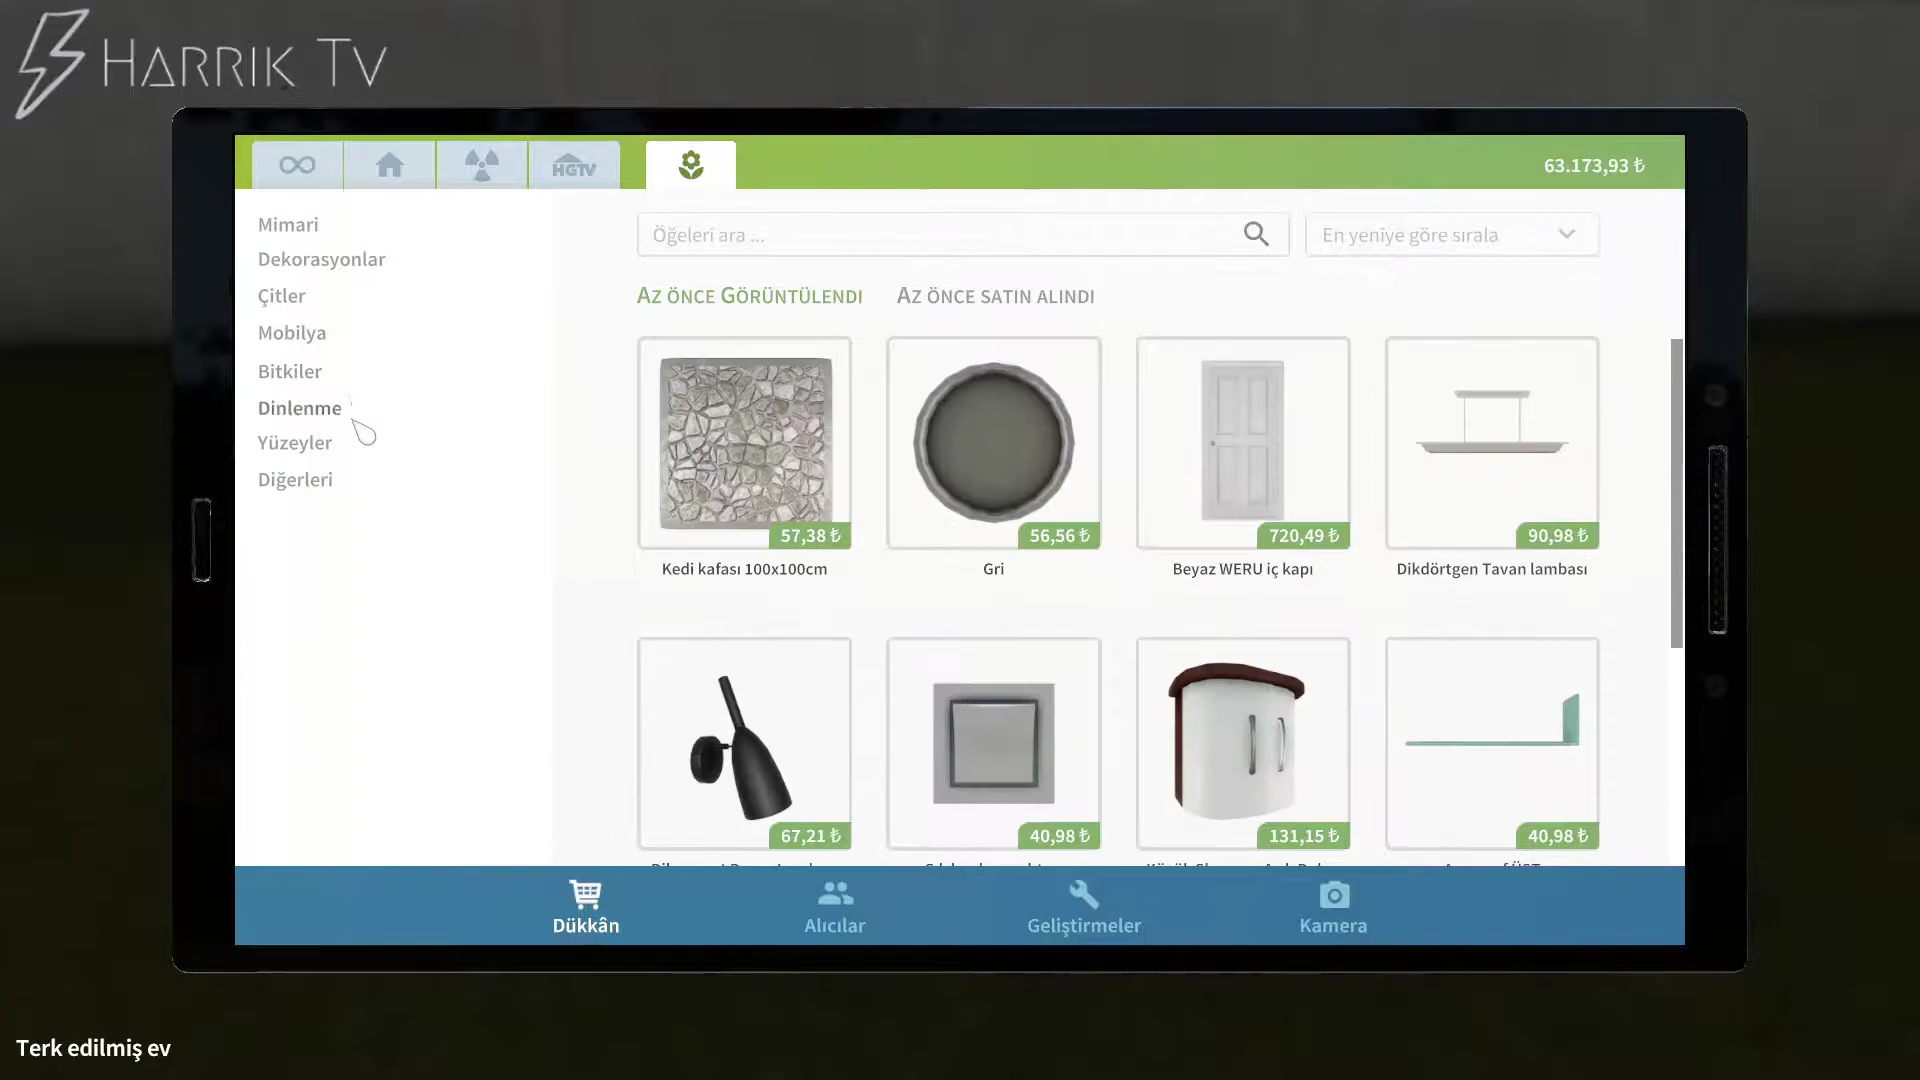 HARRIK TV
HGTV
63.173,93 ₺
Mimari
Dekorasyonlar
Çitler
Mobilya
Bitkiler
Dinlenme
Yüzeyler
Diğerleri
Öğeleri ara ...
En yeniye göre sırala
AZ ÖNCE GÖRÜNTÜLENDI
AZ ÖNCE SATIN ALINDI
57,38 ₺
56,56 ₺
720,49 ₺
90,98 ₺
Kedi kafası 100x100cm
Gri
Beyaz WERU iç kapı
Dikdörtgen Tavan lambası
67,21 ₺
40,98 ₺
131,15 ₺
40,98 ₺
Dükkân
Alıcılar
Geliştirmeler
Kamera
Terk edilmiş ev